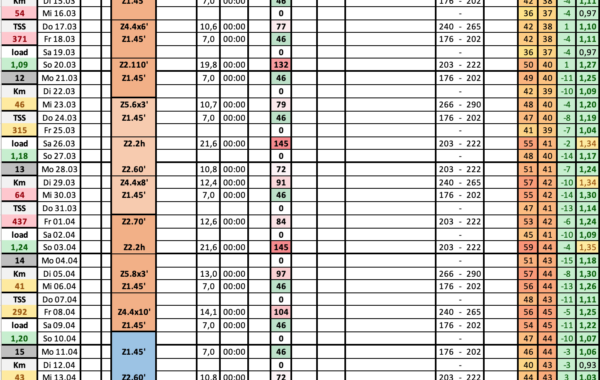 Km Di 15.03 Z1.45' 7,0 00:00 46 176 - 202 42 38 -4 1,11
54 Mi 16.03 0 - 36 37 -4 0,97
TSS Do 17.03 Z4.4x6' 10,6 00:00 77 240 - 265 42 38 1 1,10
371 Fr 18.03 Z1.45' 7,0 00:00 46 176 - 202 42 38 -4 1,11
load Sa 19.03 0 - 36 37 -4 0,97
1,09 So 20.03 Z2.110' 19,8 00:00 132 203 - 222 50 40 1 1,27
12 Mo 21.03 Z1.45' 7,0 00:00 46 176 - 202 49 40 -11 1,25
Km Di 22.03 0 - 42 39 -10 1,09
46 Mi 23.03 Z5.6x3' 10,7 00:00 79 266 - 290 48 40 -4 1,20
TSS Do 24.03 Z1.45' 7,0 00:00 46 176 - 202 47 40 -8 1,19
315 Fr 25.03 0 - 41 39 -7 1,04
load Sa 26.03 Z2.2h 21,6 00:00 145 203 - 222 55 41 -2 1,34
1,18 So 27.03 0 - 48 40 -14 1,17
13 Mo 28.03 Z2.60' 10,8 00:00 72 203 - 222 51 41 -7 1,24
Km Di 29.03 Z4.4x8' 12,4 00:00 91 240 - 265 57 42 -10 1,34
64 Mi 30.03 Z1.45' 7,0 00:00 46 176 - 202 55 42 -14 1,30
TSS Do 31.03 0 - 47 41 -13 1,14
437 Fr 01.04 Z2.70' 12,6 00:00 84 203 - 222 53 42 -6 1,24
load Sa 02.04 0 - 45 41 -10 1,09
1,24 So 03.04 Z2.2h 21,6 00:00 145 203 - 222 59 44 -4 1,35
14 Mo 04.04 0 - 51 43 -15 1,18
Km Di 05.04 Z5.8x3' 13,0 00:00 97 266 - 290 57 44 -8 1,30
41 Mi 06.04 Z1.45' 7,0 00:00 46 176 - 202 56 44 -13 1,26
TSS Do 07.04 0 - 48 43 -11 1,11
292 Fr 08.04 Z4.4x10' 14,1 00:00 104 240 - 265 56 45 -5 1,25
load Sa 09.04 Z1.45' 7,0 00:00 46 176 - 202 54 45 -11 1,22
1,20 So 10.04 0 - 47 44 -10 1,07
15 Mo 11.04 Z1.45' 7,0 00:00 46 176 - 202 46 44 -3 1,06
Km Di 12.04 0 - 40 43 -3 0,93
43 Mi 13.04 Z2.60' 10,8 00:00 72 203 - 222 44 43 3 1,03